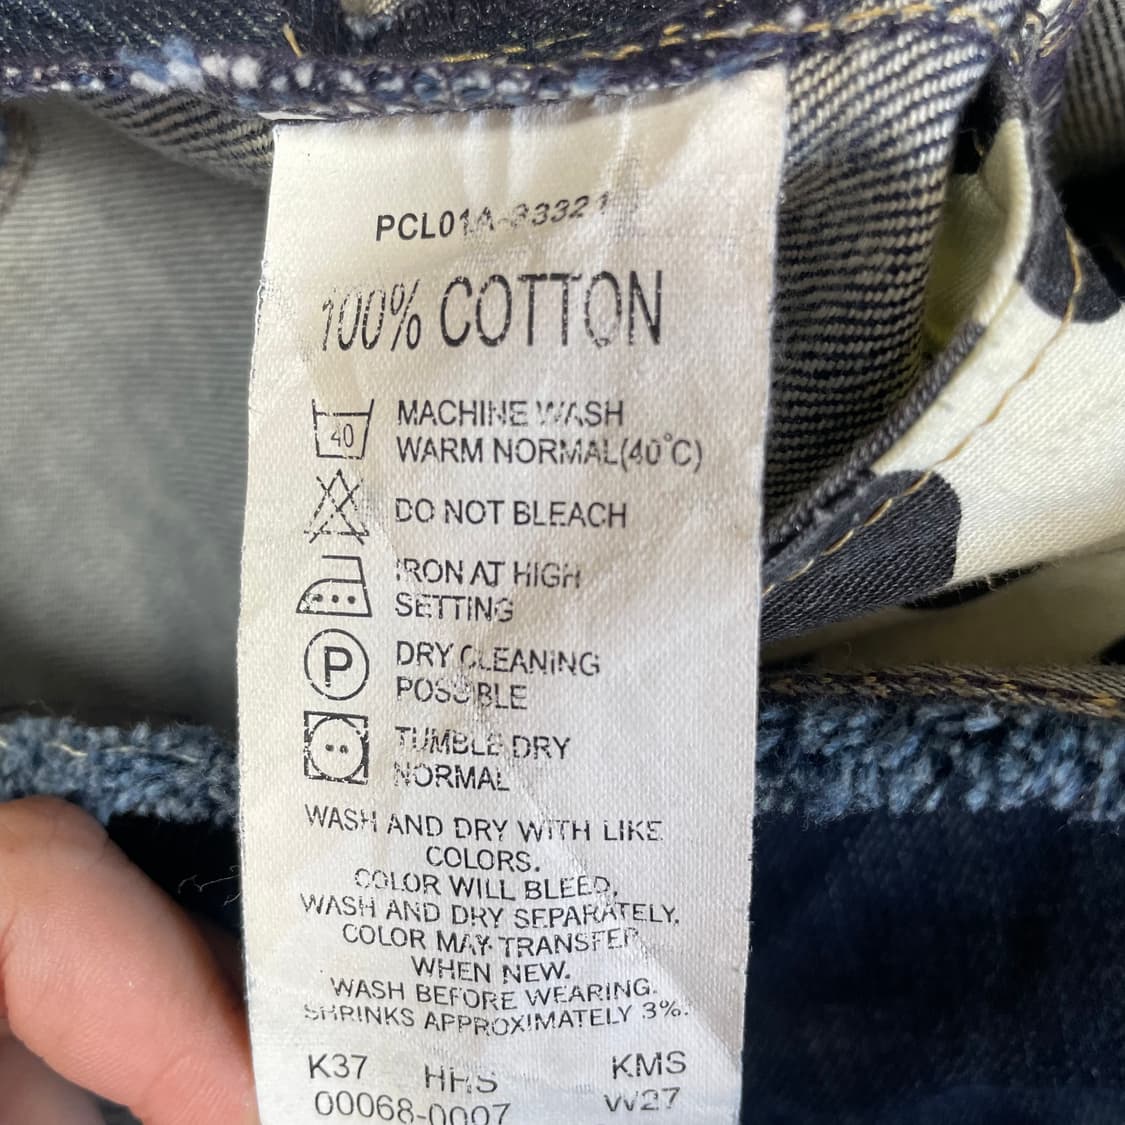 PCL01A-33321
100% COTTON
40
MACHINE WASH
WARM NORMAL(40°C)
DO NOT BLEACH
IRON AT HIGH
SETTING
P
DRY CLEANING
POSSIBLE
TUMBLE DRY
NORMAL
WASH AND DRY WITH LIKE
COLORS.
COLOR WILL BLEED,
WASH AND DRY SEPARATELY,
COLOR MAY TRANSFER
WHEN NEW.
WASH BEFORE WEARING.
SHRINKS APPROXIMATELY 3%.
K37 HHS KMS
00068-0007 W27